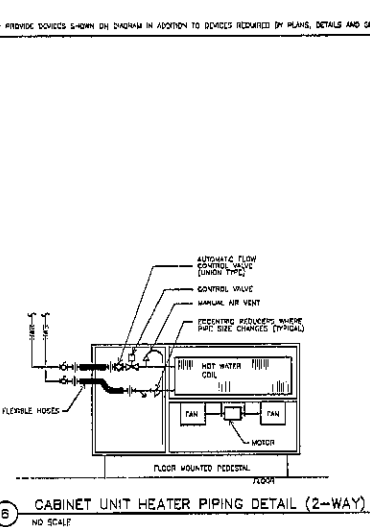 PROVIDE DEVICES SHOWN ON DIAGRAM IN ADDITION TO DEVICES REQUIRED BY PLANS, DETAILS AND
AUTOMATIC FLOW
CONTROL VALVE
(UNION TYPE)
CONTROL VALVE
MANUAL AIR VENT
ECCENTRIC REDUCERS WHERE
PIPE SIZE CHANGES (TYPICAL)
HOT WATER
COIL
FLEXIBLE HOSES
FAN
FAN
MOTOR
FLOOR MOUNTED PEDESTAL
FLOOR
6
CABINET UNIT HEATER PIPING DETAIL (2-WAY)
NO SCALE